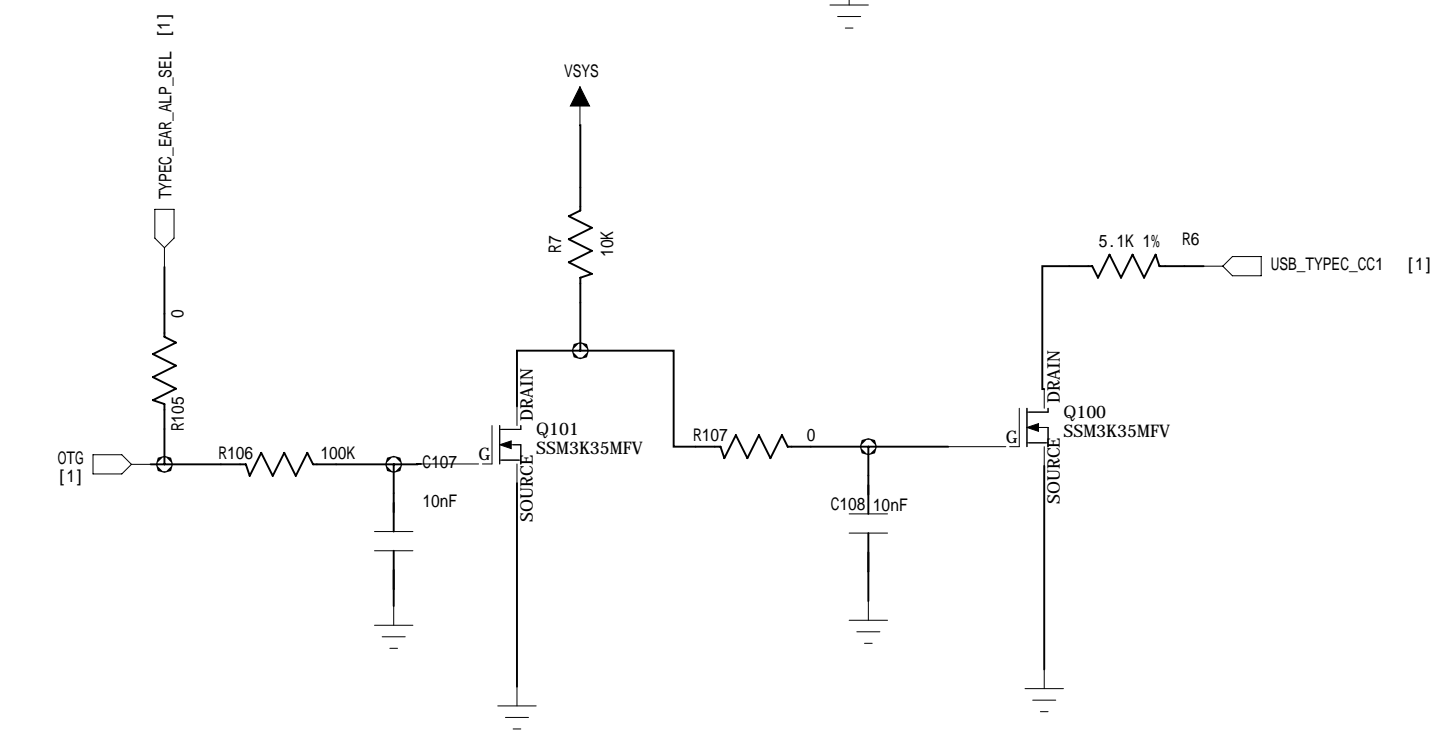 TYPEC_EAR_ALP_SEL [1]
VSYS
R7
10K
5.1K 1% R6
USB_TYPEC_CC1 [1]
0
R105
DRAIN
Q101
SSM3K35MFV
G
SOURCE
DRAIN
Q100
SSM3K35MFV
G
SOURCE
OTG
[1]
R106 100K
C107
10nF
R107 0
C108 10nF